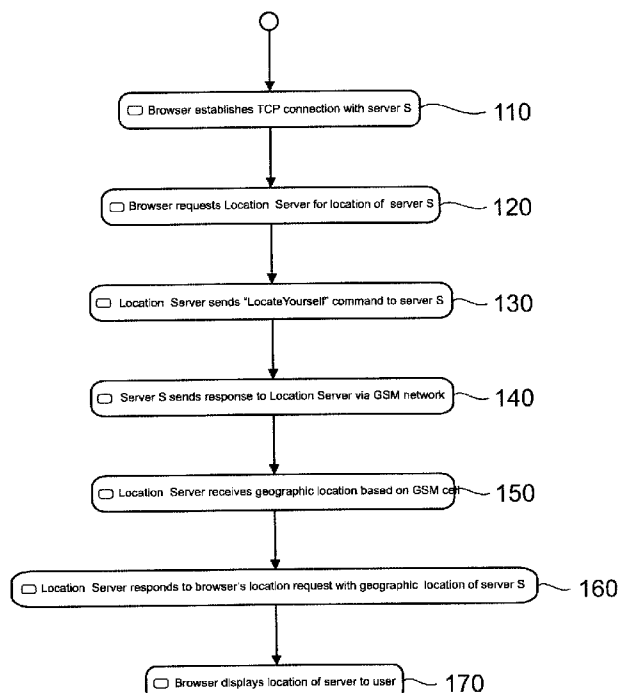 Browser establishes TCP connection with server S
110
Browser requests Location Server for location of server S
120
Location Server sends "LocateYourself" command to server S
130
Server S sends response to Location Server via GSM network
140
Location Server receives geographic location based on GSM cell
150
Location Server responds to browser's location request with geographic location of server S
160
Browser displays location of server to user
170